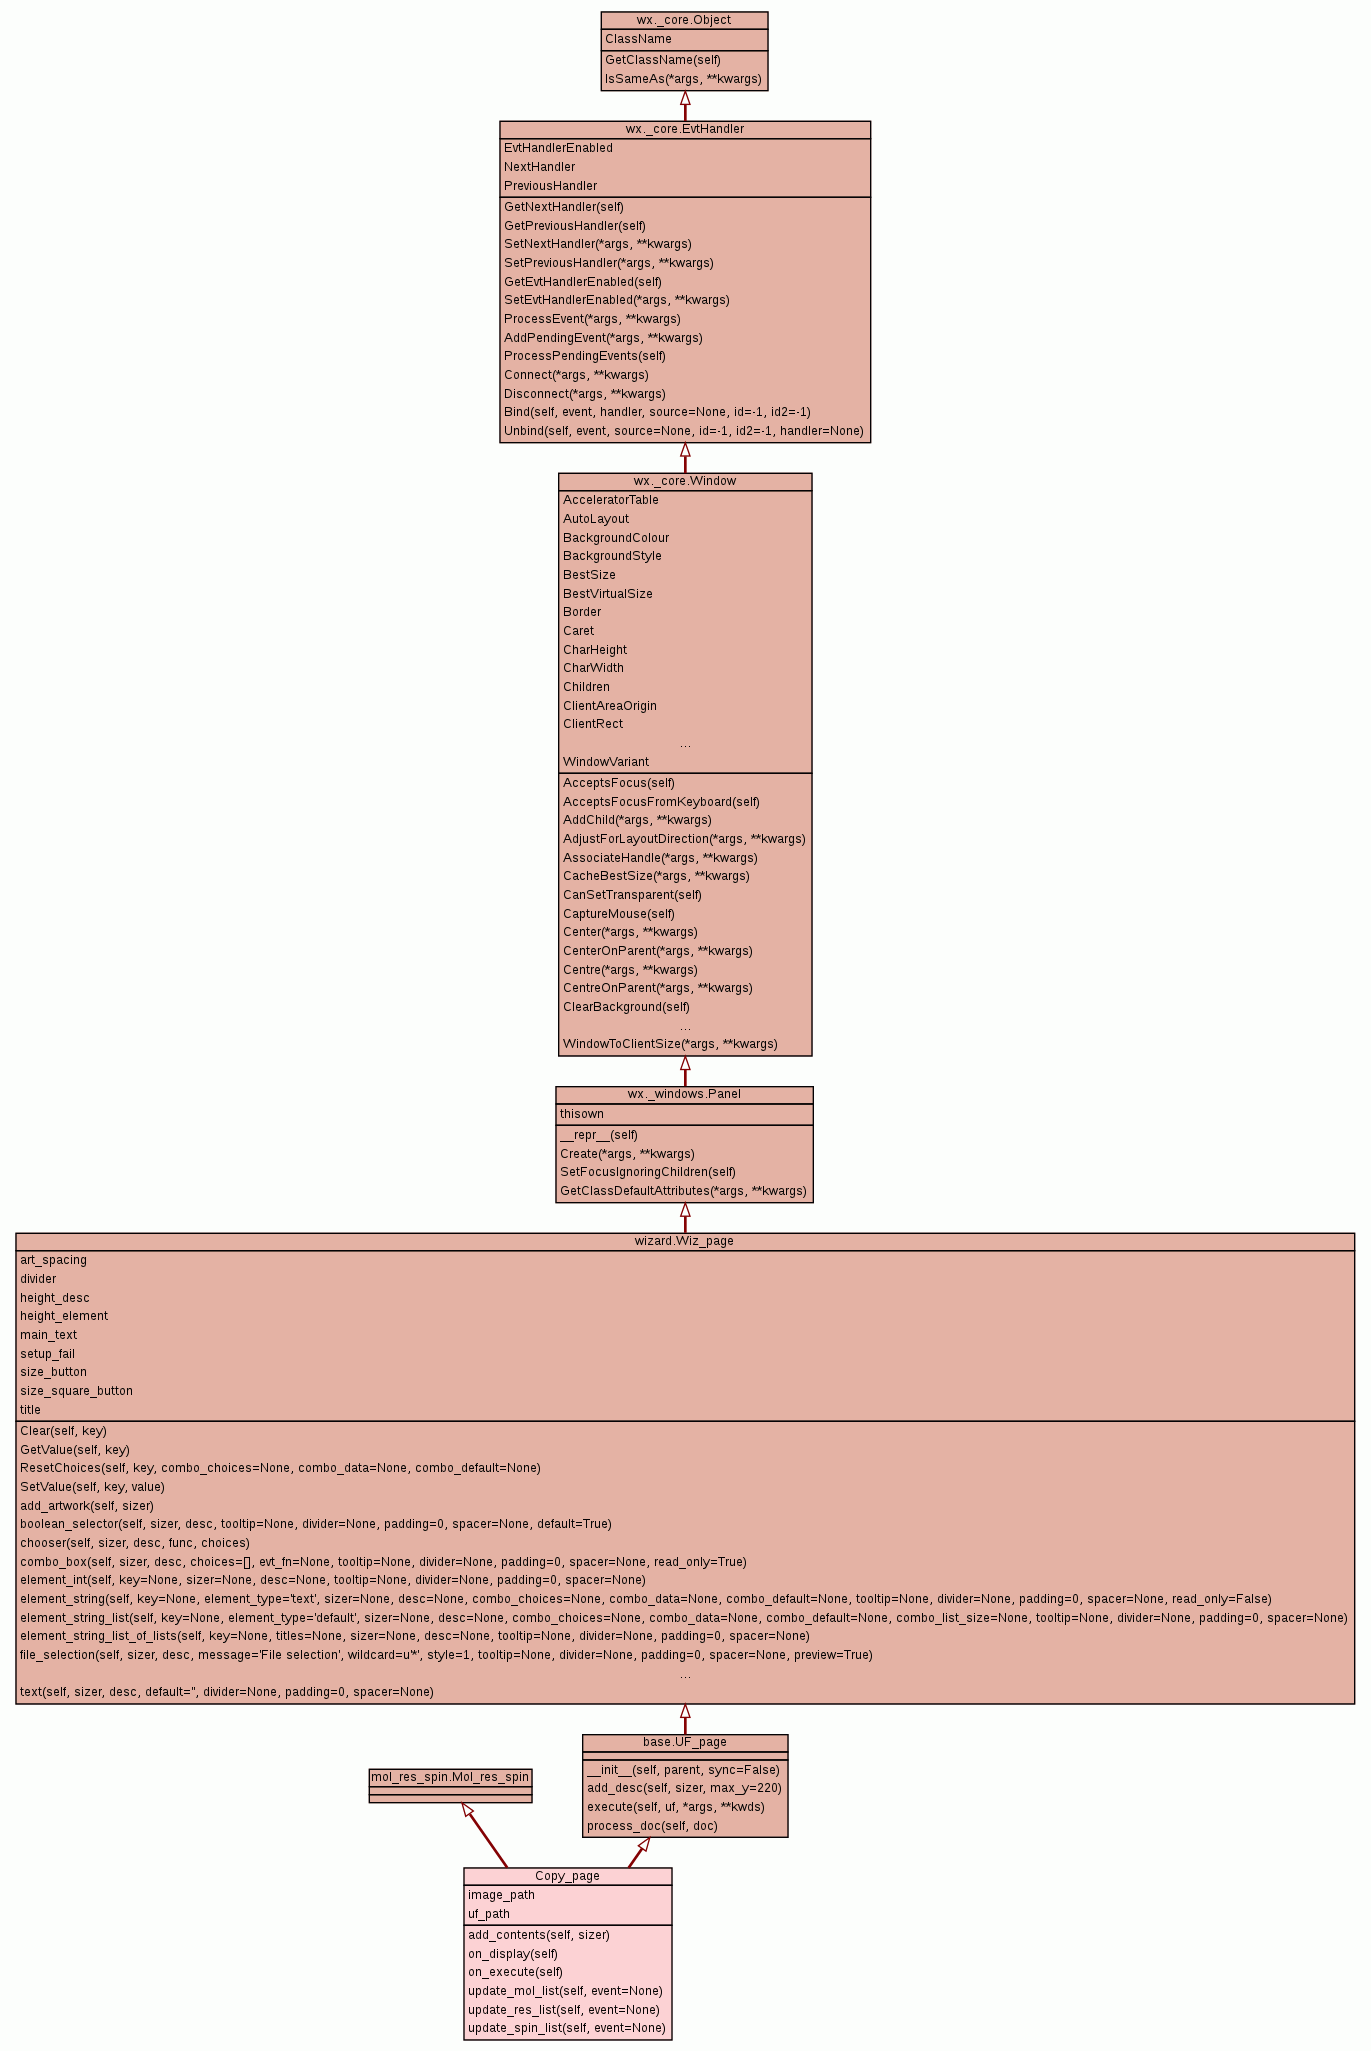 wx._core.Object
ClassName
GetClassName(self)
IsSameAs(*args, **kwargs)
wx._core.EvtHandler
EvtHandlerEnabled
NextHandler
PreviousHandler
GetNextHandler(self)
GetPreviousHandler(self)
SetNextHandler(*args, **kwargs)
SetPreviousHandler(*args, **kwargs)
GetEvtHandlerEnabled(self)
SetEvtHandlerEnabled(*args, **kwargs)
ProcessEvent(*args, **kwargs)
AddPendingEvent(*args, **kwargs)
ProcessPendingEvents(self)
Connect(*args, **kwargs)
Disconnect(*args, **kwargs)
Bind(self, event, handler, source=None, id=-1, id2=-1)
Unbind(self, event, source=None, id=-1, id2=-1, handler=None)
wx._core.Window
AcceleratorTable
AutoLayout
BackgroundColour
BackgroundStyle
BestSize
BestVirtualSize
Border
Caret
CharHeight
CharWidth
Children
ClientAreaOrigin
ClientRect
...
WindowVariant
AcceptsFocus(self)
AcceptsFocusFromKeyboard(self)
AddChild(*args, **kwargs)
AdjustForLayoutDirection(*args, **kwargs)
AssociateHandle(*args, **kwargs)
CacheBestSize(*args, **kwargs)
CanSetTransparent(self)
CaptureMouse(self)
Center(*args, **kwargs)
CenterOnParent(*args, **kwargs)
Centre(*args, **kwargs)
CentreOnParent(*args, **kwargs)
ClearBackground(self)
...
WindowToClientSize(*args, **kwargs)
wx._windows.Panel
thisown
__repr__(self)
Create(*args, **kwargs)
SetFocusIgnoringChildren(self)
GetClassDefaultAttributes(*args, **kwargs)
wizard.Wiz_page
art_spacing
divider
height_desc
height_element
main_text
setup_fail
size_button
size_square_button
title
Clear(self, key)
GetValue(self, key)
ResetChoices(self, key, combo_choices=None, combo_data=None, combo_default=None)
SetValue(self, key, value)
add_artwork(self, sizer)
boolean_selector(self, sizer, desc, tooltip=None, divider=None, padding=0, spacer=None, default=True)
chooser(self, sizer, desc, func, choices)
combo_box(self, sizer, desc, choices=[], evt_fn=None, tooltip=None, divider=None, padding=0, spacer=None, read_only=True)
element_int(self, key=None, sizer=None, desc=None, tooltip=None, divider=None, padding=0, spacer=None)
element_string(self, key=None, element_type='text', sizer=None, desc=None, combo_choices=None, combo_data=None, combo_default=None, tooltip=None, divider=None, padding=0, spacer=None, read_only=False)
element_string_list(self, key=None, element_type='default', sizer=None, desc=None, combo_choices=None, combo_data=None, combo_default=None, combo_list_size=None, tooltip=None, divider=None, padding=0, spacer=None)
element_string_list_of_lists(self, key=None, titles=None, sizer=None, desc=None, tooltip=None, divider=None, padding=0, spacer=None)
file_selection(self, sizer, desc, message='File selection', wildcard=u'*', style=1, tooltip=None, divider=None, padding=0, spacer=None, preview=True)
...
text(self, sizer, desc, default='', divider=None, padding=0, spacer=None)
base.UF_page
__init__(self, parent, sync=False)
add_desc(self, sizer, max_y=220)
execute(self, uf, *args, **kwds)
process_doc(self, doc)
mol_res_spin.Mol_res_spin
Copy_page
image_path
uf_path
add_contents(self, sizer)
on_display(self)
on_execute(self)
update_mol_list(self, event=None)
update_res_list(self, event=None)
update_spin_list(self, event=None)